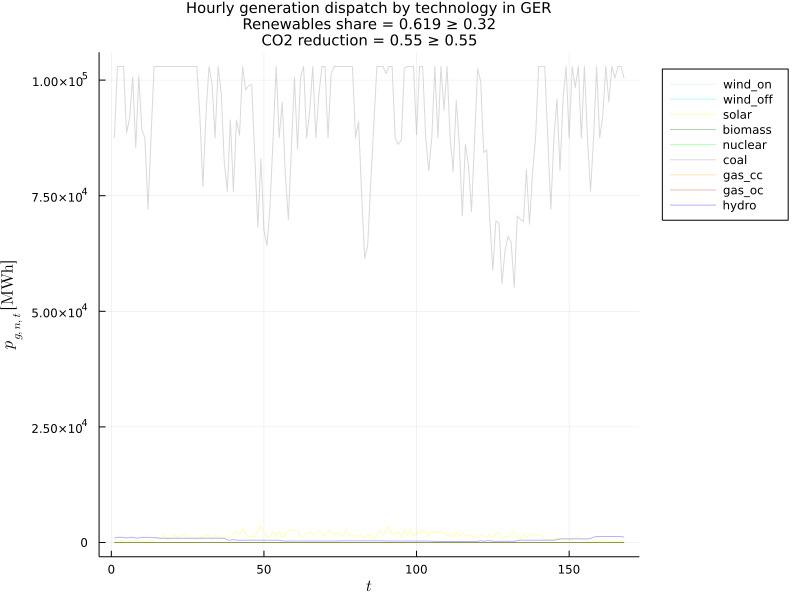 Hourly generation dispatch by technology in GER
Renewables share = 0.619 ≥ 0.32
CO2 reduction = 0.55 ≥ 0.55
1.00×10⁵
7.50×10⁴
5.00×10⁴
2.50×10⁴
0
p g, n, t [MWh]
0 50 100 150
t
wind_on
wind_off
solar
biomass
nuclear
coal
gas_cc
gas_oc
hydro